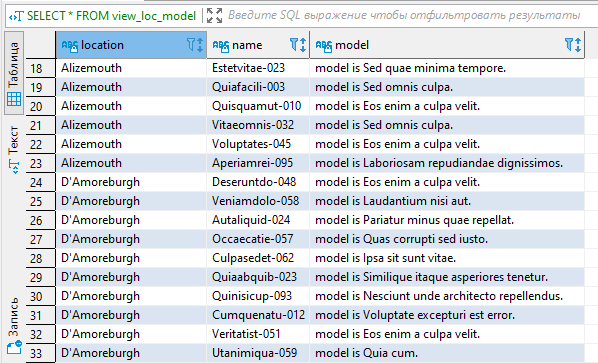 SELECT * FROM view_loc_model Введите SQL выражение чтобы отфильтровать результаты
Таблица
Текст
Запись
ABC location ABC name ABC model
18 Alizemouth Estetvitae-023 model is Sed quae minima tempore.
19 Alizemouth Quiafacili-003 model is Sed omnis culpa.
20 Alizemouth Quisquamut-010 model is Eos enim a culpa velit.
21 Alizemouth Vitaeomnis-032 model is Sed omnis culpa.
22 Alizemouth Voluptates-045 model is Eos enim a culpa velit.
23 Alizemouth Aperiamrei-095 model is Laboriosam repudiandae dignissimos.
24 D'Amoreburgh Deseruntdo-048 model is Eos enim a culpa velit.
25 D'Amoreburgh Veniamdolo-058 model is Laudantium nisi aut.
26 D'Amoreburgh Autaliquid-024 model is Pariatur minus quae repellat.
27 D'Amoreburgh Occaecatie-057 model is Quas corrupti sed iusto.
28 D'Amoreburgh Culpasedet-062 model is Ipsa sit sunt vitae.
29 D'Amoreburgh Quiaabquib-023 model is Similique itaque asperiores tenetur.
30 D'Amoreburgh Quinisicup-093 model is Nesciunt unde architecto repellendus.
31 D'Amoreburgh Cumquenatu-012 model is Voluptate excepturi est error.
32 D'Amoreburgh Veritatist-051 model is Eos enim a culpa velit.
33 D'Amoreburgh Utanimiqua-059 model is Quia cum.